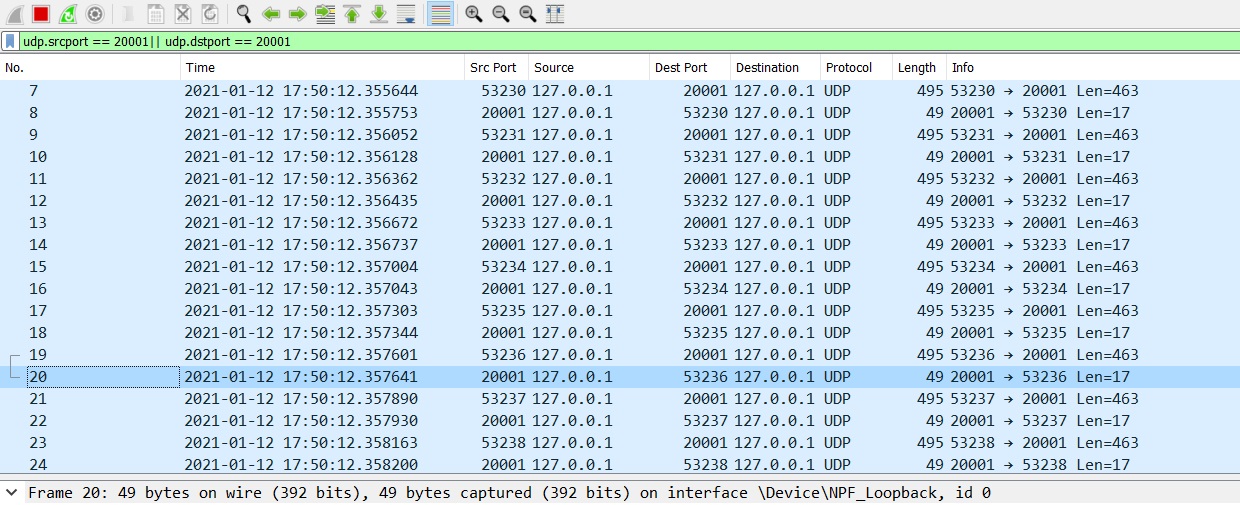 udp.srcport == 20001|| udp.dstport == 20001
No. Time Src Port Source Dest Port Destination Protocol Length Info
7 2021-01-12 17:50:12.355644 53230 127.0.0.1 20001 127.0.0.1 UDP 495 53230 → 20001 Len=463
8 2021-01-12 17:50:12.355753 20001 127.0.0.1 53230 127.0.0.1 UDP 49 20001 → 53230 Len=17
9 2021-01-12 17:50:12.356052 53231 127.0.0.1 20001 127.0.0.1 UDP 495 53231 → 20001 Len=463
10 2021-01-12 17:50:12.356128 20001 127.0.0.1 53231 127.0.0.1 UDP 49 20001 → 53231 Len=17
11 2021-01-12 17:50:12.356362 53232 127.0.0.1 20001 127.0.0.1 UDP 495 53232 → 20001 Len=463
12 2021-01-12 17:50:12.356435 20001 127.0.0.1 53232 127.0.0.1 UDP 49 20001 → 53232 Len=17
13 2021-01-12 17:50:12.356672 53233 127.0.0.1 20001 127.0.0.1 UDP 495 53233 → 20001 Len=463
14 2021-01-12 17:50:12.356737 20001 127.0.0.1 53233 127.0.0.1 UDP 49 20001 → 53233 Len=17
15 2021-01-12 17:50:12.357004 53234 127.0.0.1 20001 127.0.0.1 UDP 495 53234 → 20001 Len=463
16 2021-01-12 17:50:12.357043 20001 127.0.0.1 53234 127.0.0.1 UDP 49 20001 → 53234 Len=17
17 2021-01-12 17:50:12.357303 53235 127.0.0.1 20001 127.0.0.1 UDP 495 53235 → 20001 Len=463
18 2021-01-12 17:50:12.357344 20001 127.0.0.1 53235 127.0.0.1 UDP 49 20001 → 53235 Len=17
19 2021-01-12 17:50:12.357601 53236 127.0.0.1 20001 127.0.0.1 UDP 495 53236 → 20001 Len=463
20 2021-01-12 17:50:12.357641 20001 127.0.0.1 53236 127.0.0.1 UDP 49 20001 → 53236 Len=17
21 2021-01-12 17:50:12.357890 53237 127.0.0.1 20001 127.0.0.1 UDP 495 53237 → 20001 Len=463
22 2021-01-12 17:50:12.357930 20001 127.0.0.1 53237 127.0.0.1 UDP 49 20001 → 53237 Len=17
23 2021-01-12 17:50:12.358163 53238 127.0.0.1 20001 127.0.0.1 UDP 495 53238 → 20001 Len=463
24 2021-01-12 17:50:12.358200 20001 127.0.0.1 53238 127.0.0.1 UDP 49 20001 → 53238 Len=17
Frame 20: 49 bytes on wire (392 bits), 49 bytes captured (392 bits) on interface \Device\NPF_Loopback, id 0